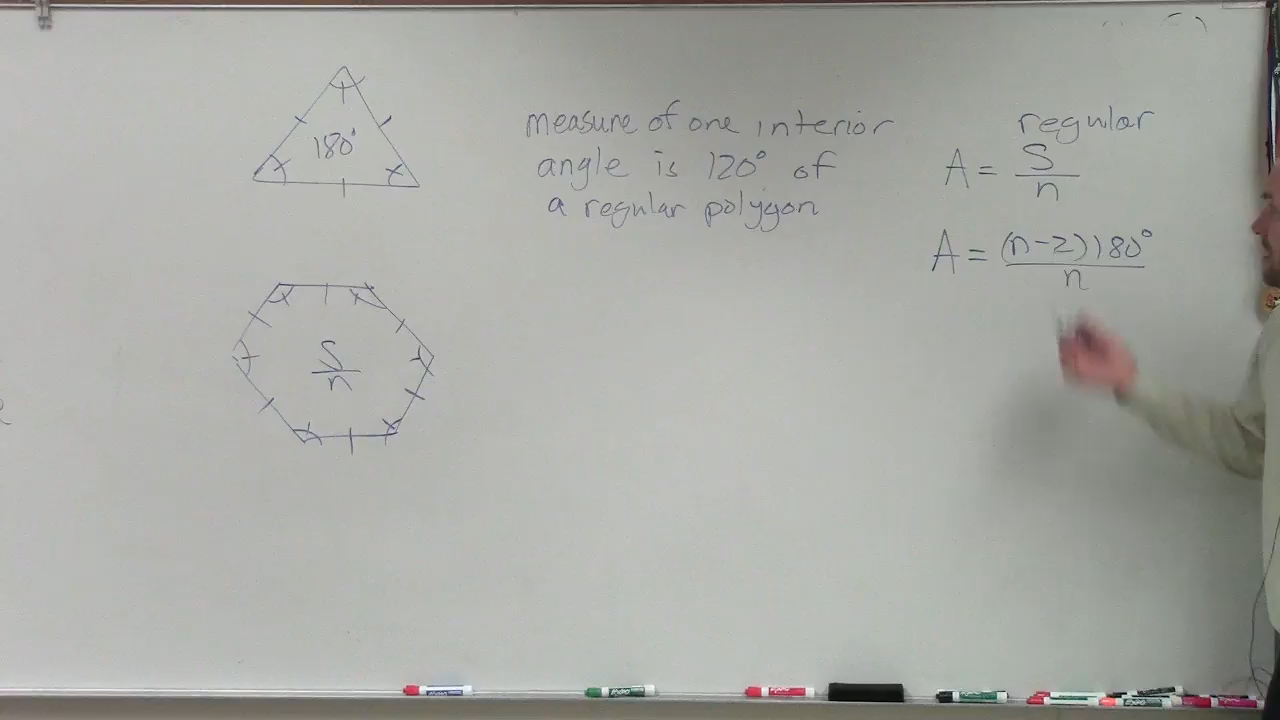 180°
S
n
measure of one interior
angle is 120° of
a regular polygon
regular
A = S/n
A = (n-2)180°/n